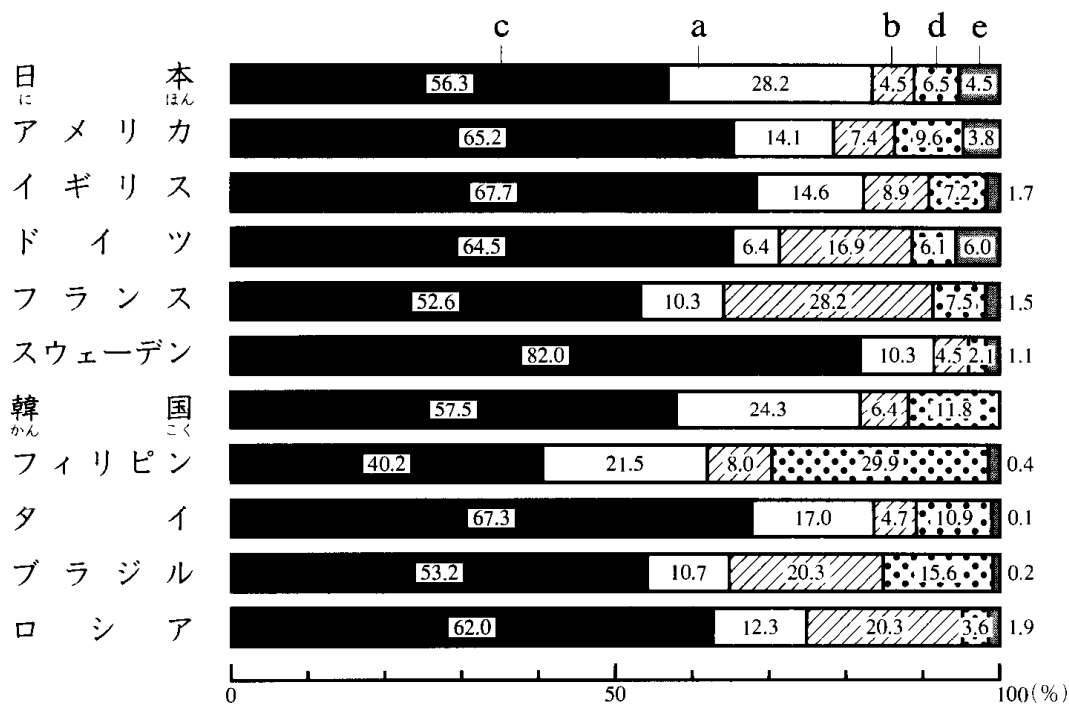 c a b d e
日本 56.3 28.2 4.5 6.5 4.5
にほん
アメリカ 65.2 14.1 7.4 9.6 3.8
イギリス 67.7 14.6 8.9 7.2 1.7
ドイツ 64.5 6.4 16.9 6.1 6.0
フランス 52.6 10.3 28.2 7.5 1.5
スウェーデン 82.0 10.3 4.5 2.1 1.1
韓国 57.5 24.3 6.4 11.8
かんこく
フィリピン 40.2 21.5 8.0 29.9 0.4
タイ 67.3 17.0 4.7 10.9 0.1
ブラジル 53.2 10.7 20.3 15.6 0.2
ロシア 62.0 12.3 20.3 3.6 1.9
0 50 100(%)